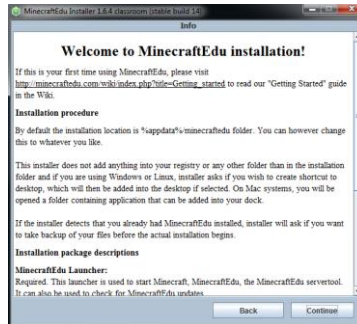 MinecraftEdu Installer 1.6.4 classroom (stable build 14)
Info
Welcome to MinecraftEdu installation!
If this is your first time using MinecraftEdu, please visit
http://minecraftedu.com/wiki/index.php?title=Getting_started to read our "Getting Started" guide
in the Wiki.
Installation procedure
By default the installation location is %appdata%/minecraftedu folder. You can however change
this to whatever you like.
This installer does not add anything into your registry or any other folder than in the installation
folder and if you are using Windows or Linux, installer asks if you wish to create shortcut to
desktop, which will then be added into the desktop if selected. On Mac systems, you will be
opened a folder containing application that can be added into your dock.
If the installer detects that you already had MinecraftEdu installed, installer will ask if you want
to take backup of your files before the actual installation begins.
Installation package descriptions
MinecraftEdu Launcher:
Required. This launcher is used to start Minecraft, MinecraftEdu, the MinecraftEdu servertool.
It can also be used to check for MinecraftEdu updates
Back Continue